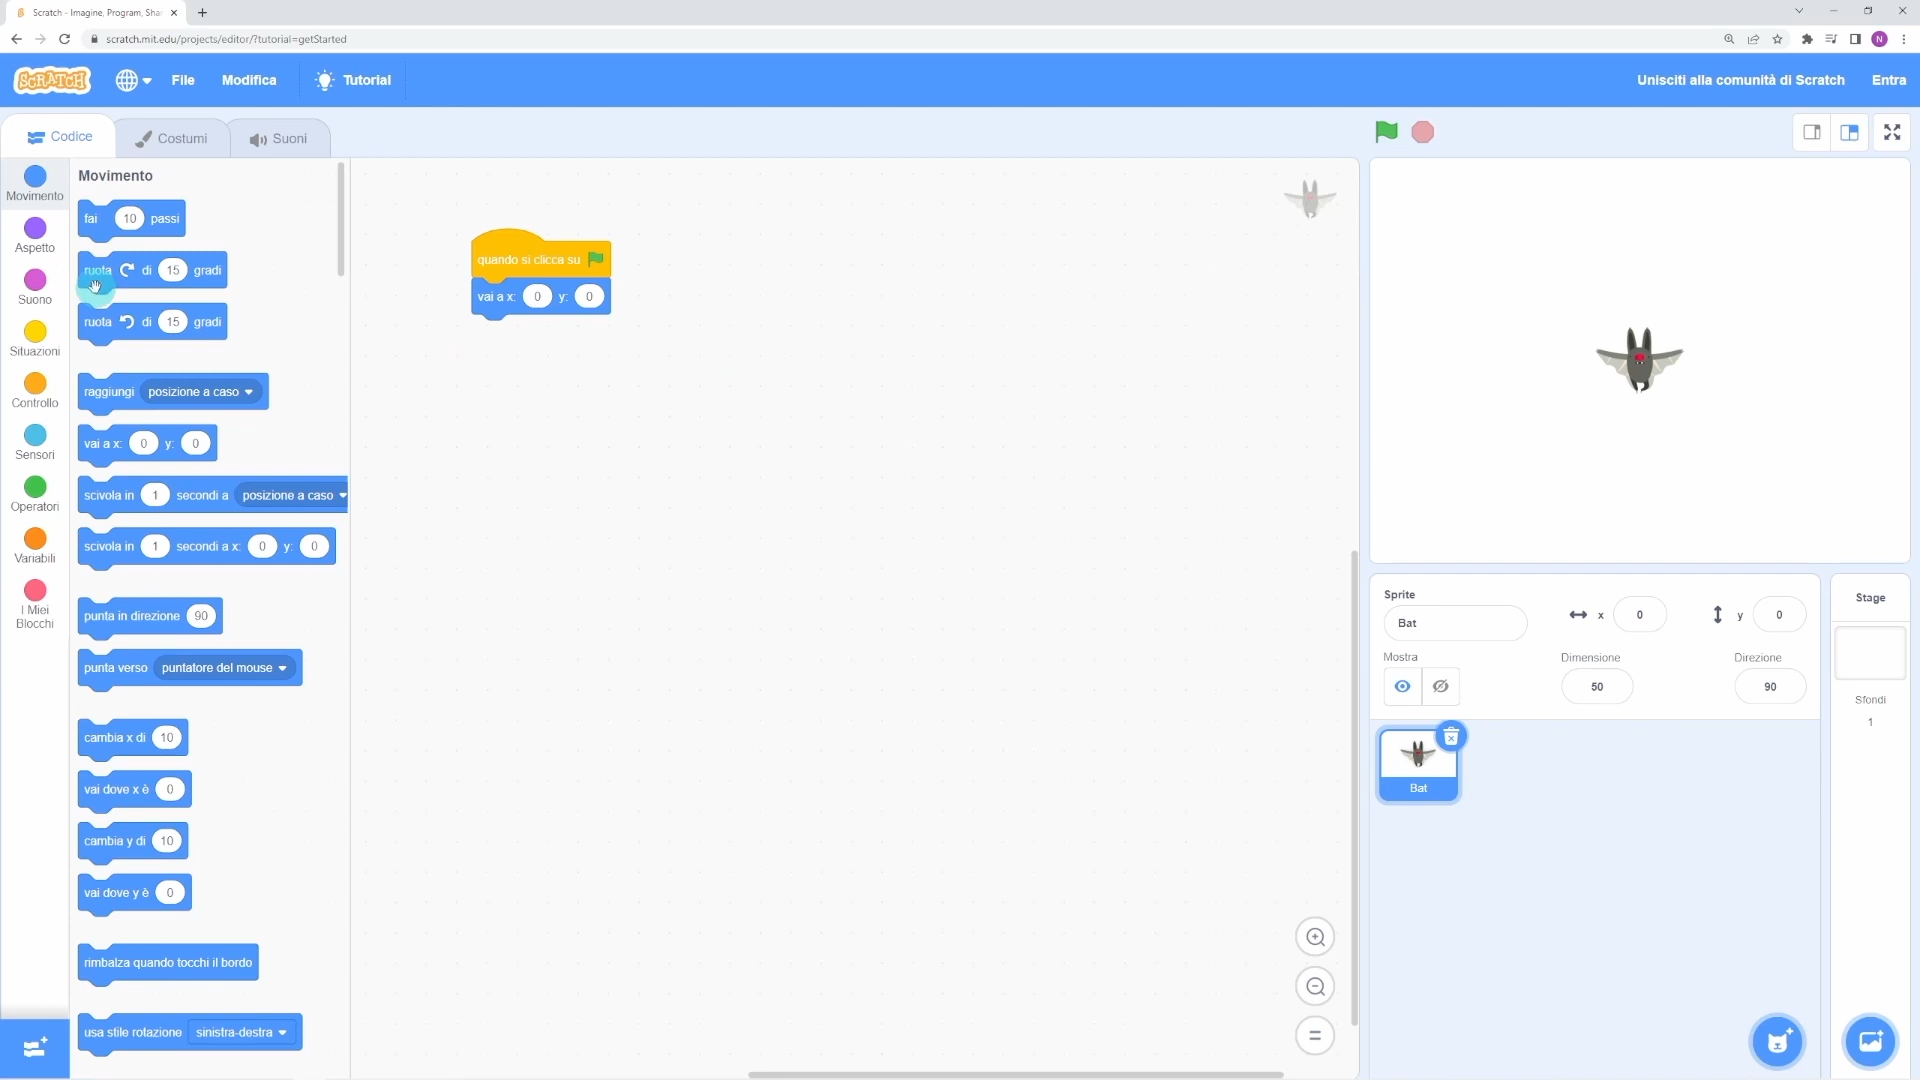 Scratch - Imagine, Program, Shar
scratch.mit.edu/projects/editor/?tutorial=getStarted
N
SCRATCH
File
Modifica
Tutorial
Unisciti alla comunità di Scratch
Entra
Codice
Costumi
Suoni
Movimento
Aspetto
Suono
Situazioni
Controllo
Sensori
Operatori
Variabili
I Miei
Blocchi
Movimento
fai 10 passi
ruota di 15 gradi
ruota di 15 gradi
raggiungi posizione a caso
vai a x: 0 y: 0
scivola in 1 secondi a posizione a caso
scivola in 1 secondi a x: 0 y: 0
punta in direzione 90
punta verso puntatore del mouse
cambia x di 10
vai dove x è 0
cambia y di 10
vai dove y è 0
rimbalza quando tocchi il bordo
usa stile rotazione sinistra-destra
quando si clicca su
vai a x: 0 y: 0
Sprite
Bat
x 0
y 0
Mostra
Dimensione
50
Direzione
90
Bat
Stage
Sfondi
1